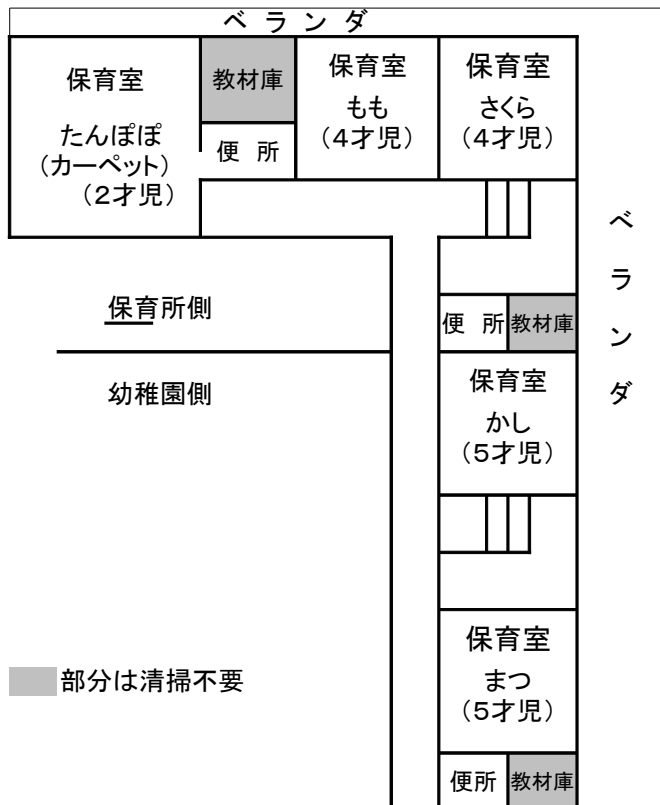 ベランダ
保育室
たんぽぽ
(カーペット)
(2才児)
教材庫
便所
保育室
もも
(4才児)
保育室
さくら
(4才児)
ベランダ
保育所側
幼稚園側
便所
教材庫
保育室
かし
(5才児)
保育室
まつ
(5才児)
便所
教材庫
部分は清掃不要